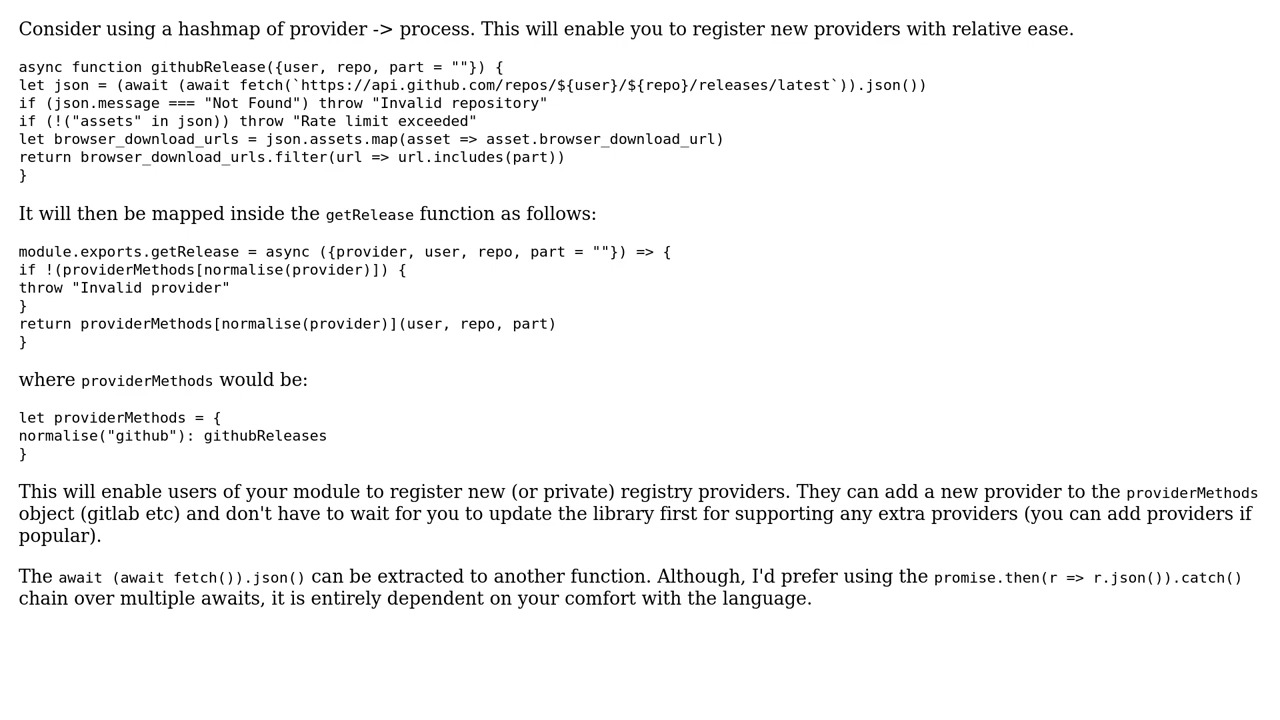 Consider using a hashmap of provider -> process. This will enable you to register new providers with relative ease.
async function githubRelease({user, repo, part = ""}) {
let json = (await (await fetch(`https://api.github.com/repos/${user}/${repo}/releases/latest`)).json())
if (json.message === "Not Found") throw "Invalid repository"
if (!("assets" in json)) throw "Rate limit exceeded"
let browser_download_urls = json.assets.map(asset => asset.browser_download_url)
return browser_download_urls.filter(url => url.includes(part))
}
It will then be mapped inside the getRelease function as follows:
module.exports.getRelease = async ({provider, user, repo, part = ""}) => {
if !(providerMethods[normalise(provider)]) {
throw "Invalid provider"
}
return providerMethods[normalise(provider)](user, repo, part)
}
where providerMethods would be:
let providerMethods = {
normalise("github"): githubReleases
}
This will enable users of your module to register new (or private) registry providers. They can add a new provider to the providerMethods
object (gitlab etc) and don't have to wait for you to update the library first for supporting any extra providers (you can add providers if
popular).
The await (await fetch()).json() can be extracted to another function. Although, I'd prefer using the promise.then(r => r.json()).catch()
chain over multiple awaits, it is entirely dependent on your comfort with the language.